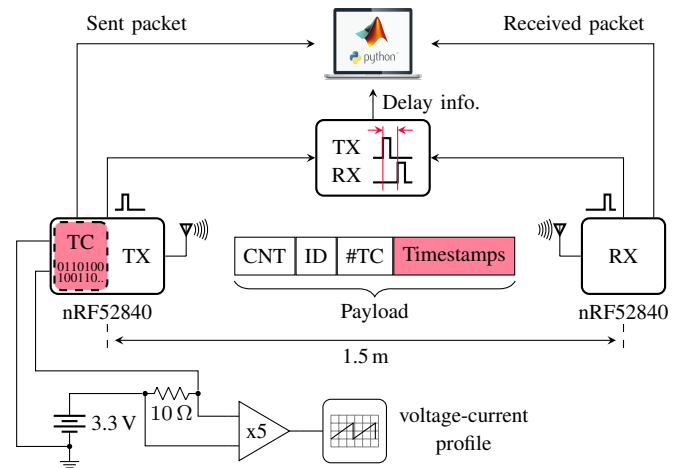 Sent packet
Received packet
python
Delay info.
TX
RX
TC
0110100
100110..
TX
CNT
ID
#TC
Timestamps
RX
nRF52840
Payload
nRF52840
1.5 m
3.3 V
10 Ω
x5
voltage-current
profile